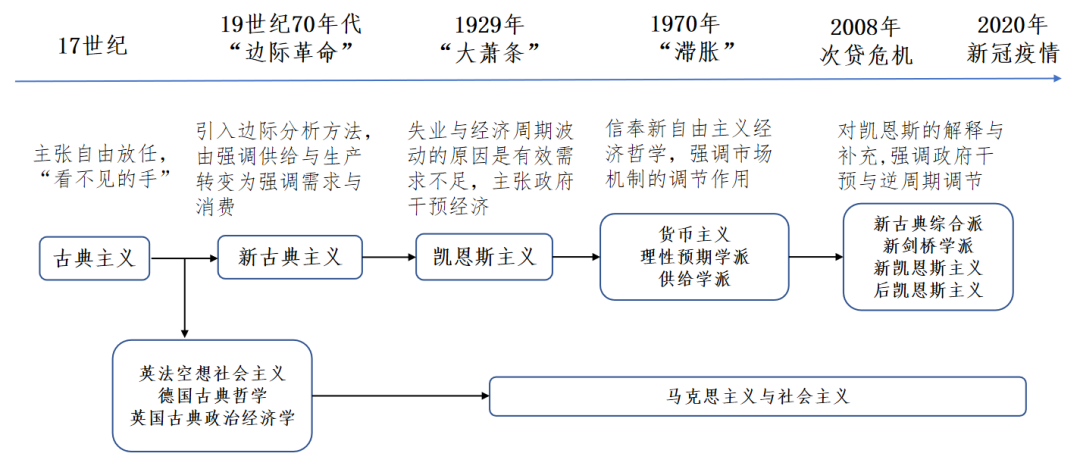 17世纪
19世纪70年代
“边际革命”
1929年
“大萧条”
1970年
“滞胀”
2008年
次贷危机
2020年
新冠疫情
主张自由放任，
“看不见的手”
引入边际分析方法，
由强调供给与生产
转变为强调需求与
消费
失业与经济周期波
动的原因是有效需
求不足，主张政府
干预经济
信奉新自由主义经
济哲学，强调市场
机制的调节作用
对凯恩斯的解释与
补充,强调政府干
预与逆周期调节
古典主义
新古典主义
凯恩斯主义
货币主义
理性预期学派
供给学派
新古典综合派
新剑桥学派
新凯恩斯主义
后凯恩斯主义
英法空想社会主义
德国古典哲学
英国古典政治经济学
马克思主义与社会主义